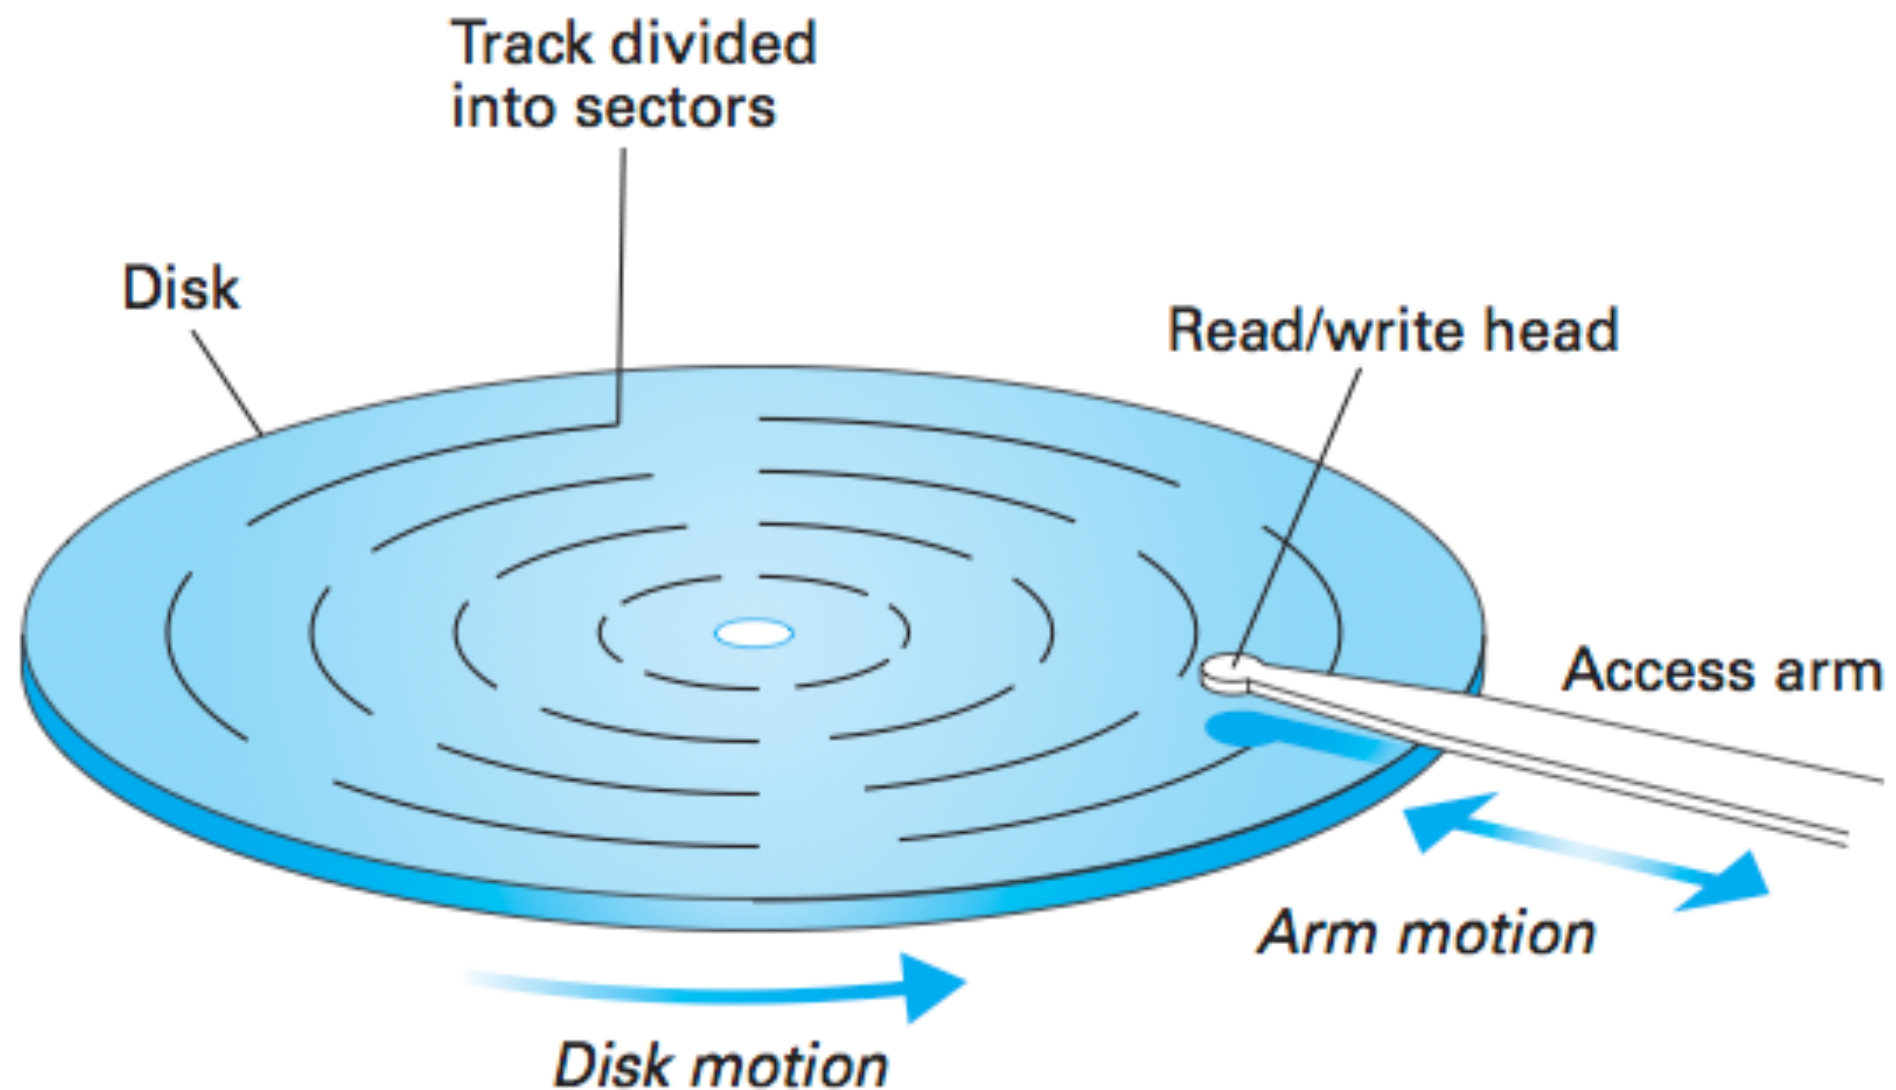 Track divided
into sectors
Disk
Read/write head
Access arm
Arm motion
Disk motion